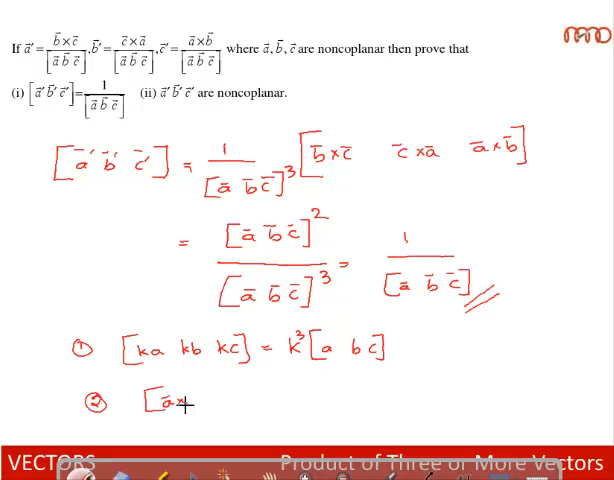 If a⃗′ = (b⃗×c⃗)/[a⃗ b⃗ c⃗], b⃗′ = (c⃗×a⃗)/[a⃗ b⃗ c⃗], c⃗′ = (a⃗×b⃗)/[a⃗ b⃗ c⃗] where a⃗, b⃗, c⃗ are noncoplanar then prove that
(i) [a⃗′ b⃗′ c⃗′] = 1/[a⃗ b⃗ c⃗] (ii) a⃗′ b⃗′ c⃗′ are noncoplanar.
[a̅′ b̅′ c̅′] = 1/[a̅ b̅ c̅]³ [b̅×c̅ c̅×a̅ a̅×b̅]
= [a̅ b̅ c̅]²/[a̅ b̅ c̅]³ = 1/[a̅ b̅ c̅]
① [ka kb kc] = k³ [a b c]
② [a̅×
VECTORS Product of Three or More Vectors